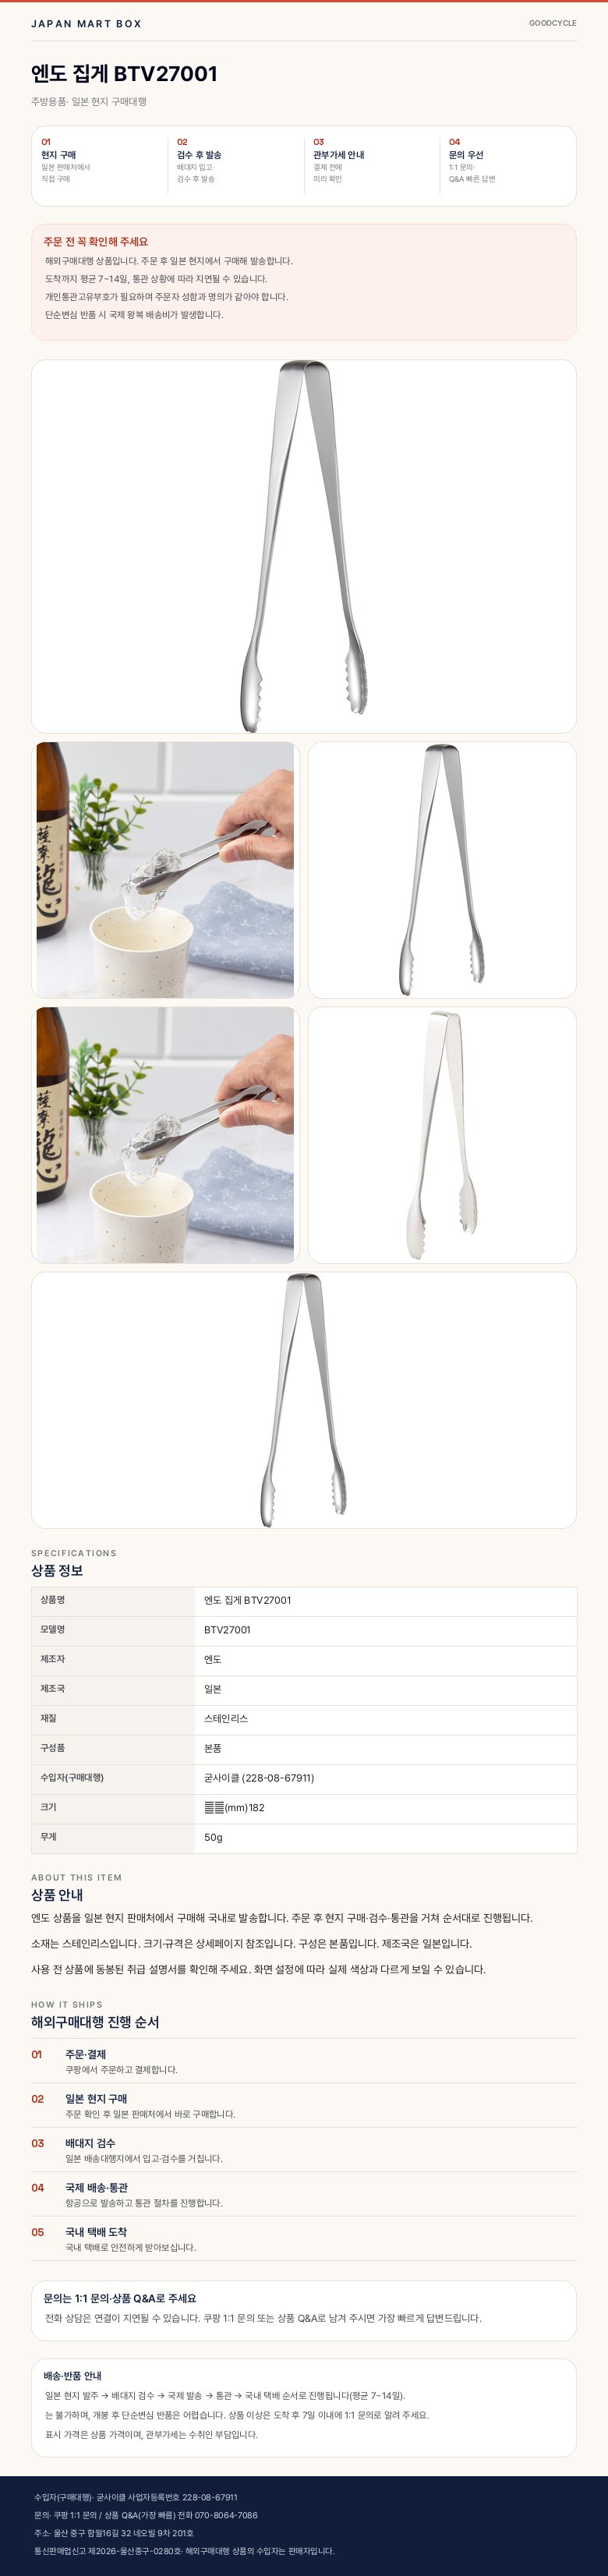 JAPAN MART BOX
GOODCYCLE
엔도 집게 BTV27001
주방용품· 일본 현지 구매대행
01
현지 구매
일본 판매처에서
직접 구매
02
검수 후 발송
배대지 입고·
검수 후 발송
03
관부가세 안내
결제 전에
미리 확인
04
문의 우선
1:1 문의·
Q&A 빠른 답변
주문 전 꼭 확인해 주세요
해외구매대행 상품입니다. 주문 후 일본 현지에서 구매해 발송합니다.
도착까지 평균 7~14일, 통관 상황에 따라 지연될 수 있습니다.
개인통관고유부호가 필요하며 주문자 성함과 명의가 같아야 합니다.
단순변심 반품 시 국제 왕복 배송비가 발생합니다.
薩摩
龍心
薩摩
龍心
SPECIFICATIONS
상품 정보
상품명 엔도 집게 BTV27001
모델명 BTV27001
제조자 엔도
제조국 일본
재질 스테인리스
구성품 본품
수입자(구매대행) 굳사이클 (228-08-67911)
크기 (mm)182
무게 50g
ABOUT THIS ITEM
상품 안내
엔도 상품을 일본 현지 판매처에서 구매해 국내로 발송합니다. 주문 후 현지 구매·검수·통관을 거쳐 순서대로 진행됩니다.
소재는 스테인리스입니다. 크기·규격은 상세페이지 참조입니다. 구성은 본품입니다. 제조국은 일본입니다.
사용 전 상품에 동봉된 취급 설명서를 확인해 주세요. 화면 설정에 따라 실제 색상과 다르게 보일 수 있습니다.
HOW IT SHIPS
해외구매대행 진행 순서
01 주문·결제
쿠팡에서 주문하고 결제합니다.
02 일본 현지 구매
주문 확인 후 일본 판매처에서 바로 구매합니다.
03 배대지 검수
일본 배송대행지에서 입고·검수를 거칩니다.
04 국제 배송·통관
항공으로 발송하고 통관 절차를 진행합니다.
05 국내 택배 도착
국내 택배로 안전하게 받아보십니다.
문의는 1:1 문의·상품 Q&A로 주세요
전화 상담은 연결이 지연될 수 있습니다. 쿠팡 1:1 문의 또는 상품 Q&A로 남겨 주시면 가장 빠르게 답변드립니다.
배송·반품 안내
일본 현지 발주 → 배대지 검수 → 국제 발송 → 통관 → 국내 택배 순서로 진행됩니다(평균 7~14일).
는 불가하며, 개봉 후 단순변심 반품은 어렵습니다. 상품 이상은 도착 후 7일 이내에 1:1 문의로 알려 주세요.
표시 가격은 상품 가격이며, 관부가세는 수취인 부담입니다.
수입자(구매대행)· 굳사이클 사업자등록번호 228-08-67911
문의· 쿠팡 1:1 문의 / 상품 Q&A(가장 빠름) 전화 070-8064-7086
주소· 울산 중구 함월16길 32 네오빌 9차 201호
통신판매업신고 제2026-울산중구-0280호· 해외구매대행 상품의 수입자는 판매자입니다.